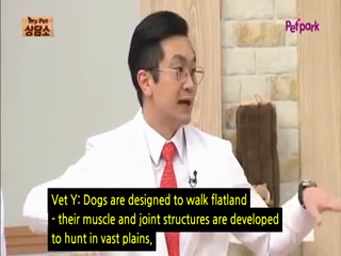 My Pet
상담소
Petpark
Vet Y: Dogs are designed to walk flatland
- their muscle and joint structures are developed
to hunt in vast plains,